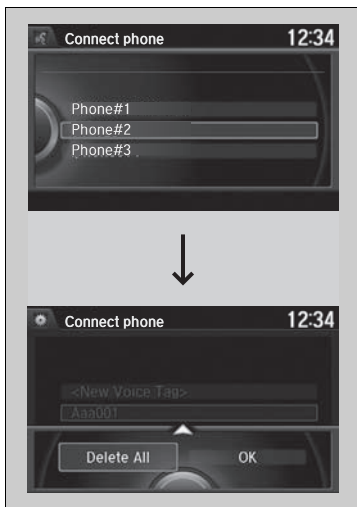 Connect phone 12:34
Phone#1
Phone#2
Phone#3
Connect phone 12:34
<New Voice Tag>
Aaa001
Delete All OK